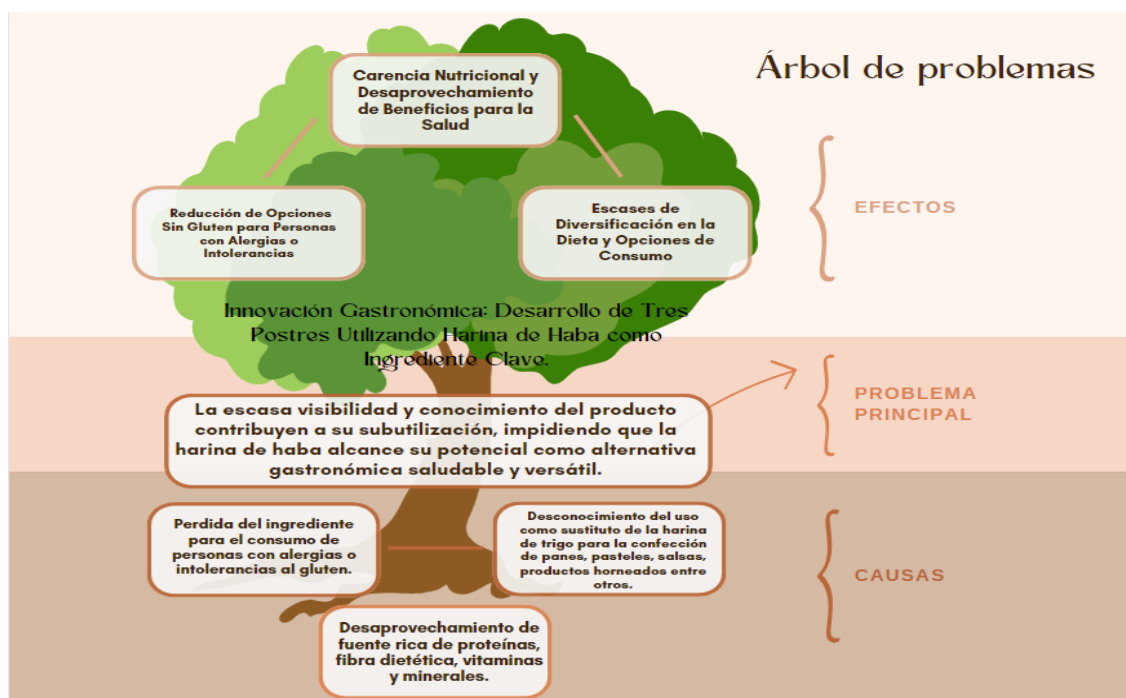 Árbol de problemas
Carencia Nutricional y
Desaprovechamiento
de Beneficios para la
Salud
Reducción de Opciones
Sin Gluten para Personas
con Alergias o
Intolerancias
Escases de
Diversificación en la
Dieta y Opciones de
Consumo
EFECTOS
Innovación Gastronómica: Desarrollo de Tres
Postres Utilizando Harina de Haba como
Ingrediente Clave.
La escasa visibilidad y conocimiento del producto
contribuyen a su subutilización, impidiendo que la
harina de haba alcance su potencial como alternativa
gastronómica saludable y versátil.
PROBLEMA
PRINCIPAL
Perdida del ingrediente
para el consumo de
personas con alergias o
intolerancias al gluten.
Desconocimiento del uso
como sustituto de la harina
de trigo para la confección
de panes, pasteles, salsas,
productos horneados entre
otros.
CAUSAS
Desaprovechamiento de
fuente rica de proteínas,
fibra dietética, vitaminas
y minerales.